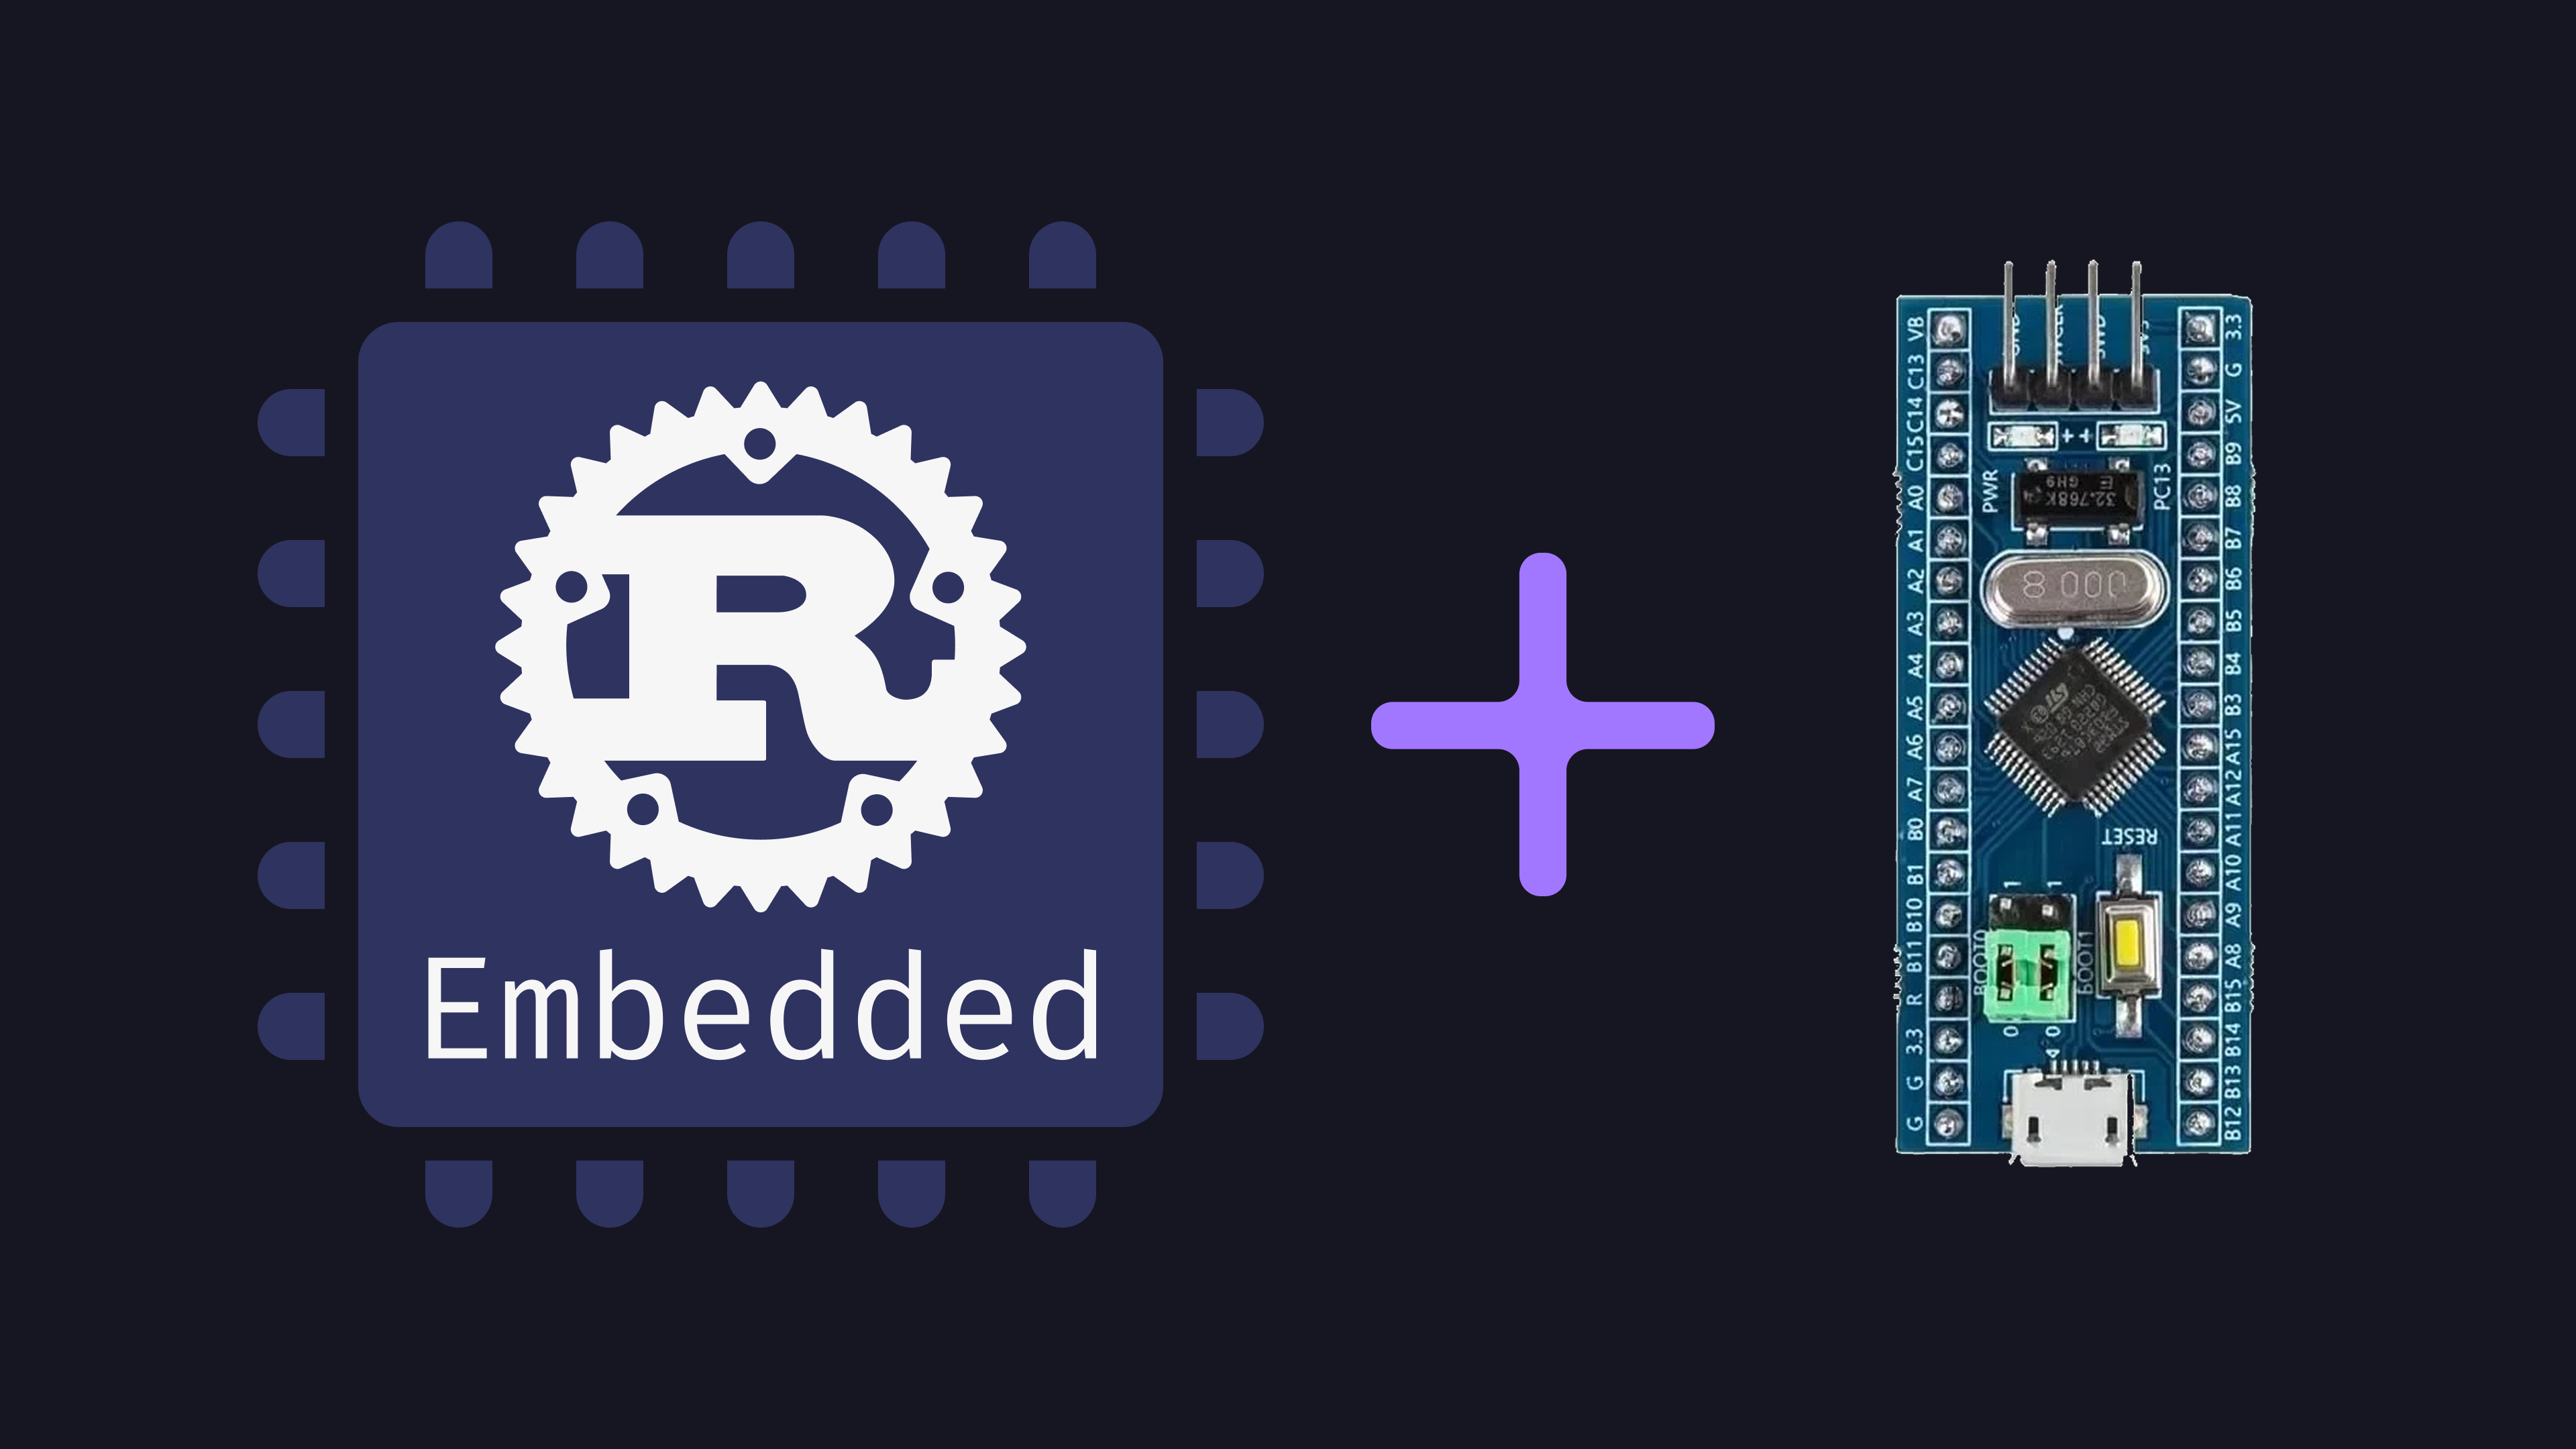 R
Embedded
VB
C13
C14
C15
A0
A1
A2
A3
A4
A5
A6
A7
B0
B1
B10
B11
R
3.3
G
G
++
PWR
PC13
32.768K
8 000
RESET
1 1
BOOT0
BOOT1
0 0
3.3
G
5V
B9
B8
B7
B6
B5
B4
B3
A15
A12
A11
A10
A9
A8
B15
B14
B13
B12